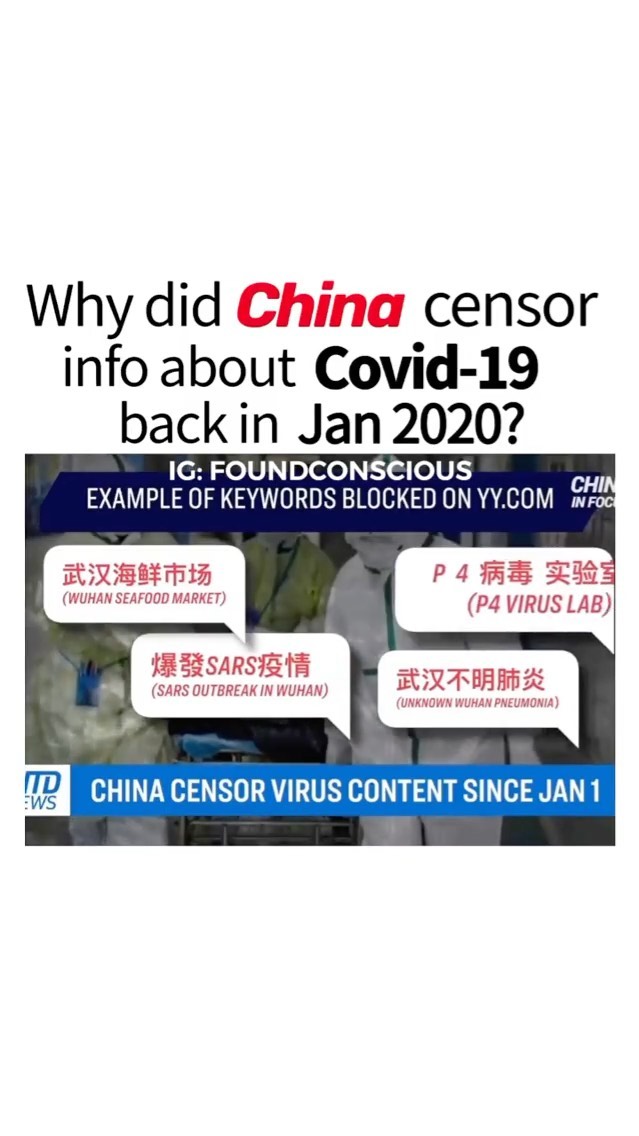 Why did China censor
info about Covid-19
back in Jan 2020?
IG: FOUNDCONSCIOUS
EXAMPLE OF KEYWORDS BLOCKED ON YY.COM
CHIN
IN FOC
武汉海鲜市场
(WUHAN SEAFOOD MARKET)
P 4 病毒 实验室
(P4 VIRUS LAB)
爆發SARS疫情
(SARS OUTBREAK IN WUHAN)
武汉不明肺炎
(UNKNOWN WUHAN PNEUMONIA)
TD
EWS
CHINA CENSOR VIRUS CONTENT SINCE JAN 1